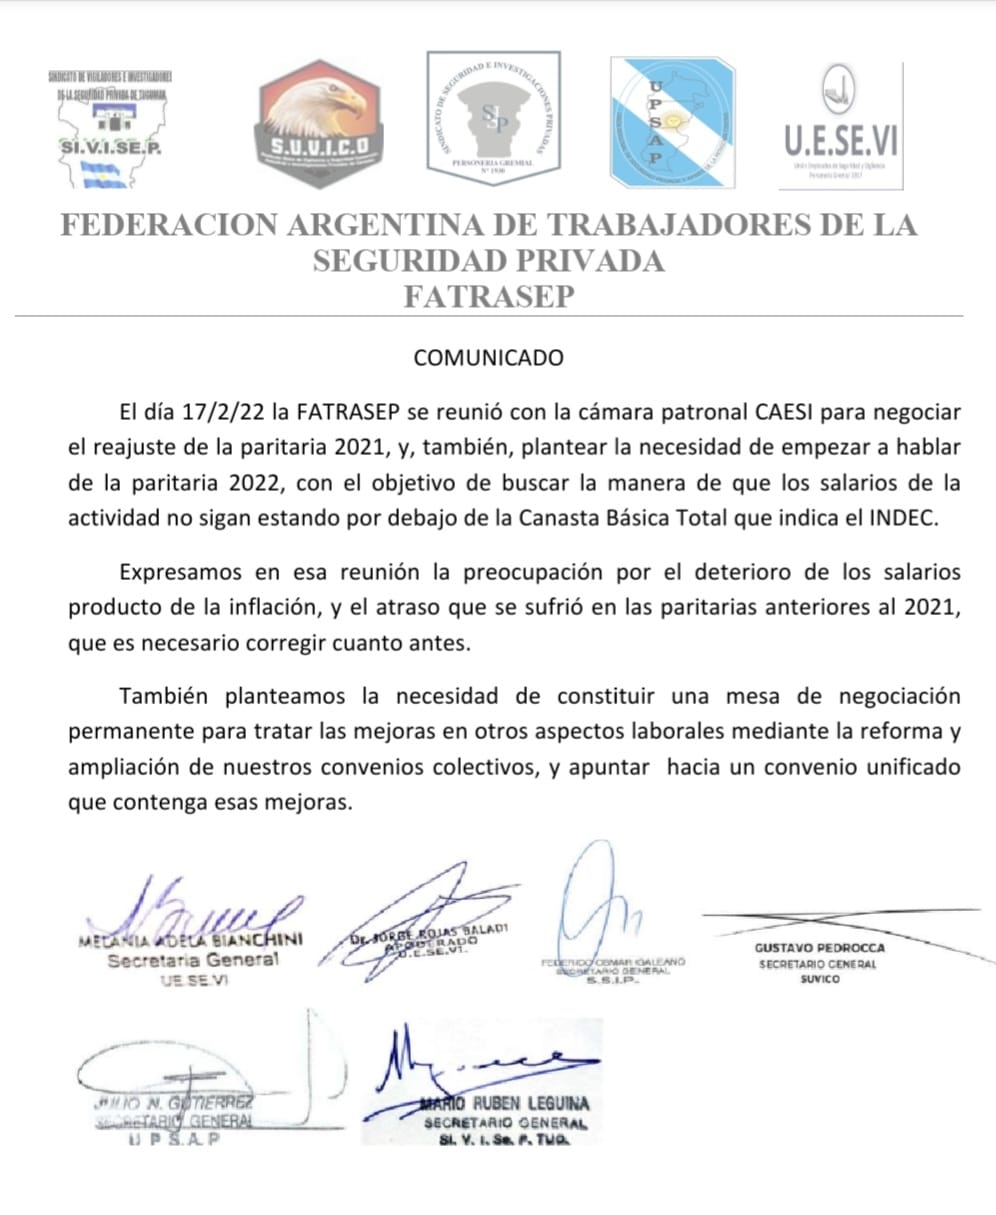 SINDICATO DE VIGILADORES E INVESTIGADORES
DE LA SEGURIDAD PRIVADA DE TUCUMAN
SI.V.I.SE.P.
S.U.V.I.C.O
SINDICATO DE SEGURIDAD E INVESTIGACIONES PRIVADAS
SIP
PERSONERIA GREMIAL
Nº 1930
UPSAP
U.E.SE.VI
Unión Empleados de Seguridad y Vigilancia
FEDERACION ARGENTINA DE TRABAJADORES DE LA
SEGURIDAD PRIVADA
FATRASEP
COMUNICADO
El día 17/2/22 la FATRASEP se reunió con la cámara patronal CAESI para negociar
el reajuste de la paritaria 2021, y, también, plantear la necesidad de empezar a hablar
de la paritaria 2022, con el objetivo de buscar la manera de que los salarios de la
actividad no sigan estando por debajo de la Canasta Básica Total que indica el INDEC.
Expresamos en esa reunión la preocupación por el deterioro de los salarios
producto de la inflación, y el atraso que se sufrió en las paritarias anteriores al 2021,
que es necesario corregir cuanto antes.
También planteamos la necesidad de constituir una mesa de negociación
permanente para tratar las mejoras en otros aspectos laborales mediante la reforma y
ampliación de nuestros convenios colectivos, y apuntar hacia un convenio unificado
que contenga esas mejoras.
MELANIA ADELA BIANCHINI
Secretaria General
UE.SE.VI
Dr. JORGE ROJAS BALADI
APODERADO
U.E.SE.VI.
FEDERICO OSMAR GALEANO
SECRETARIO GENERAL
S.S.I.P.
GUSTAVO PEDROCCA
SECRETARIO GENERAL
SUVICO
JULIO N. GUTIERREZ
SECRETARIO GENERAL
U P S.A.P
MARIO RUBEN LEGUINA
SECRETARIO GENERAL
SI. V. I. Se. P. TUC.